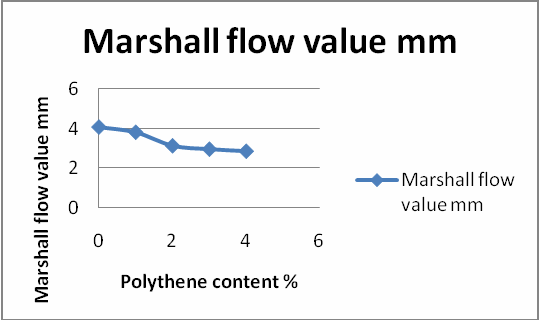 Marshall flow value mm
Marshall flow value mm
6
4
2
0
0 2 4 6
Polythene content %
Marshall flow
value mm